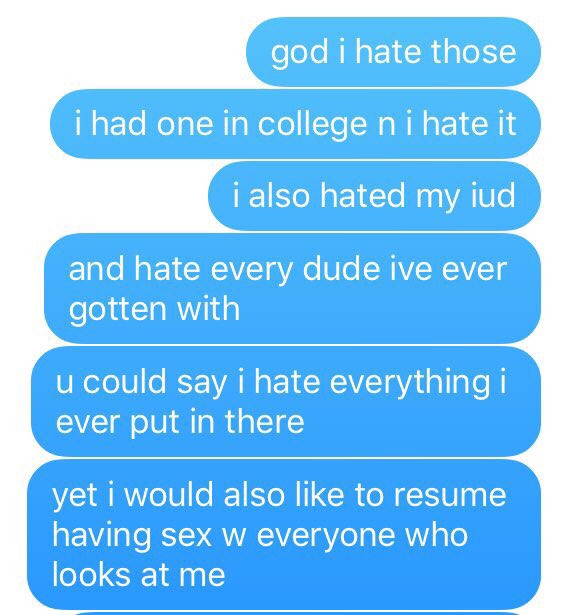 god i hate those
i had one in college n i hate it
i also hated my iud
and hate every dude ive ever
gotten with
u could say i hate everything i
ever put in there
yet i would also like to resume
having sex w everyone who
looks at me